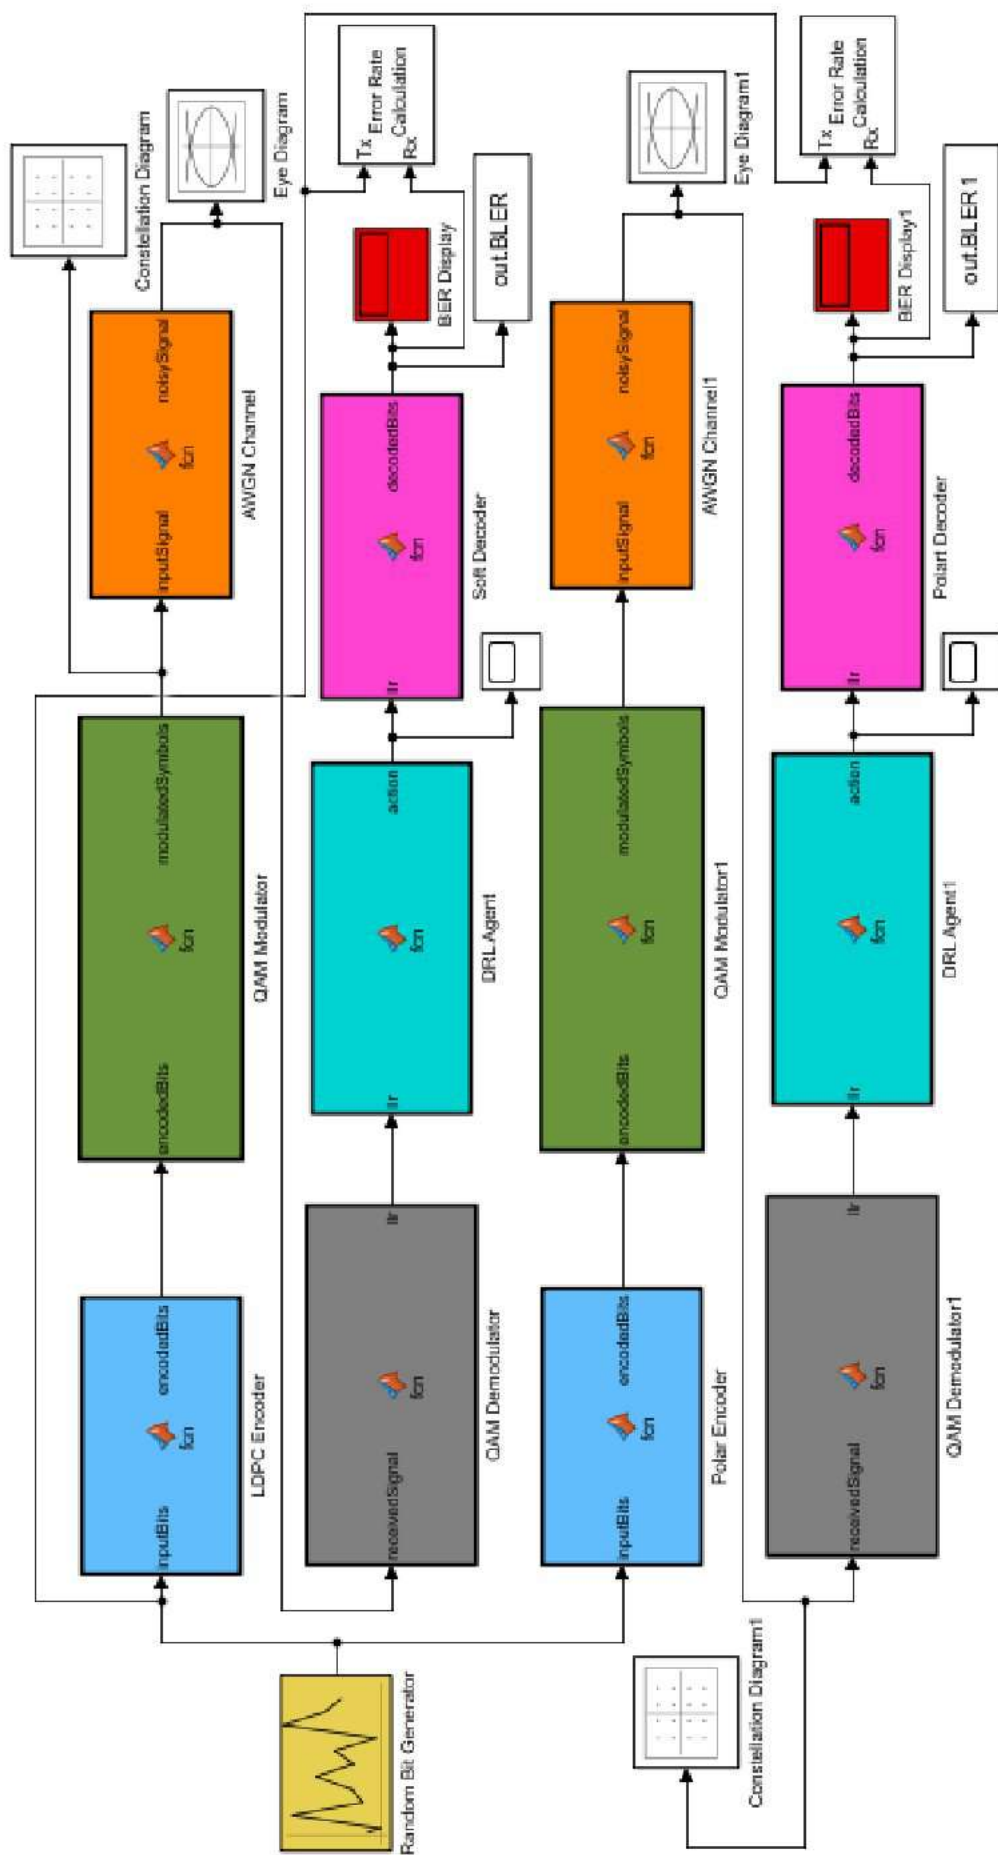 Constellation Diagram
inputBits
fcn
encodedBits
LDPC Encoder
encodedBits
fcn
modulatedSymbols
QAM Modulator
inputSignal
fcn
noisySignal
AWGN Channel
Eye Diagram
Random Bit Generator
receivedSignal
fcn
llr
QAM Demodulator
llr
fcn
action
DRL Agent
llr
fcn
decodedBits
Soft Decoder
BER Display
out.BLER
Tx
Error Rate
Calculation
Rx
inputBits
fcn
encodedBits
Polar Encoder
encodedBits
fcn
modulatedSymbols
QAM Modulator1
inputSignal
fcn
noisySignal
AWGN Channel1
Eye Diagram1
Constellation Diagram1
receivedSignal
fcn
llr
QAM Demodulator1
llr
fcn
action
DRL Agent1
llr
fcn
decodedBits
Polart Decoder
BER Display1
out.BLER1
Tx
Error Rate
Calculation
Rx